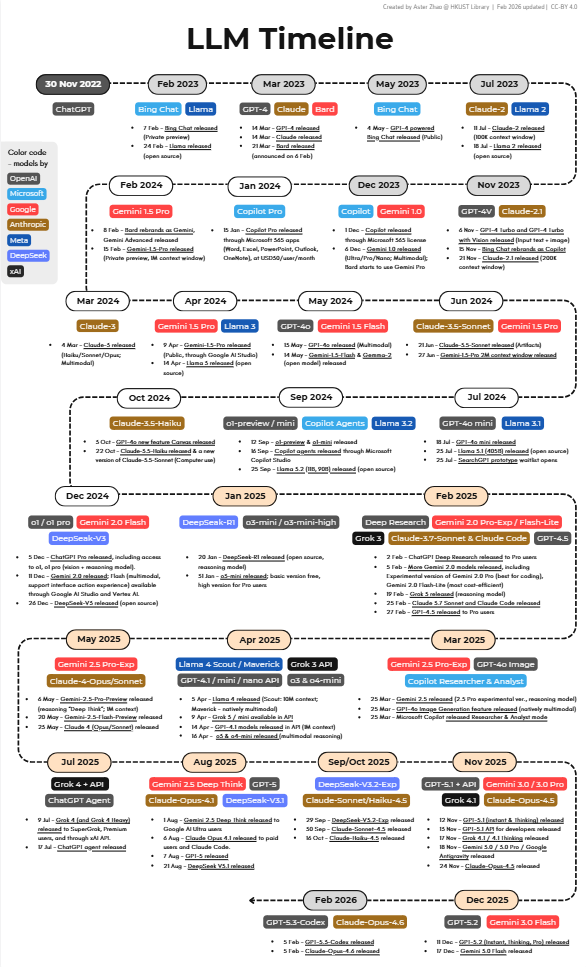 Created by Aster Zhao @ HKUST Library | Feb 2026 updated | CC-BY 4.0
LLM Timeline
30 Nov 2022
ChatGPT
Feb 2023
Bing Chat Llama
• 7 Feb – Bing Chat released
(Private preview)
• 24 Feb – Llama released
(open source)
Mar 2023
GPT-4 Claude Bard
• 14 Mar – GPT-4 released
• 14 Mar – Claude released
• 21 Mar – Bard released
(announced on 6 Feb)
May 2023
Bing Chat
• 4 May – GPT-4 powered
Bing Chat released (Public)
Jul 2023
Claude-2 Llama 2
• 11 Jul – Claude-2 released
(100K context window)
• 18 Jul – Llama 2 released
(open source)
Color code
– models by
OpenAI
Microsoft
Google
Anthropic
Meta
DeepSeek
xAI
Feb 2024
Gemini 1.5 Pro
• 8 Feb – Bard rebrands as Gemini,
Gemini Advanced released
• 15 Feb – Gemini-1.5-Pro released
(Private preview, 1M context window)
Jan 2024
Copilot Pro
• 15 Jan – Copilot Pro released
through Microsoft 365 apps
(Word, Excel, PowerPoint, Outlook,
OneNote), at USD20/user/month
Dec 2023
Copilot Gemini 1.0
• 1 Dec – Copilot released
through Microsoft 365 license
• 6 Dec – Gemini 1.0 released
(Ultra/Pro/Nano; Multimodal);
Bard starts to use Gemini Pro
Nov 2023
GPT-4V Claude-2.1
• 6 Nov – GPT-4 Turbo and GPT-4 Turbo
with Vision released (Input text + image)
• 15 Nov – Bing Chat rebrands as Copilot
• 21 Nov – Claude-2.1 released (200K
context window)
Mar 2024
Claude-3
• 4 Mar – Claude-3 released
(Haiku/Sonnet/Opus;
Multimodal)
Apr 2024
Gemini 1.5 Pro Llama 3
• 9 Apr – Gemini-1.5-Pro released
(Public, through Google AI Studio)
• 14 Apr – Llama 3 released (open
source)
May 2024
GPT-4o Gemini 1.5 Flash
• 13 May – GPT-4o released (Multimodal)
• 14 May – Gemini-1.5-Flash & Gemma-2
(open model) released
Jun 2024
Claude-3.5-Sonnet Gemini 1.5 Pro
• 21 Jun – Claude-3.5-Sonnet released (Artifacts)
• 27 Jun – Gemini-1.5-Pro 2M context window released
Oct 2024
Claude-3.5-Haiku
• 3 Oct – GPT-4o new feature Canvas released
• 22 Oct – Claude-3.5-Haiku released & a new
version of Claude-3.5-Sonnet (Computer use)
Sep 2024
o1-preview / mini Copilot Agents Llama 3.2
• 12 Sep – o1-preview & o1-mini released
• 16 Sep – Copilot agents released through Microsoft
Copilot Studio
• 25 Sep – Llama 3.2 (11B, 90B) released (open source)
Jul 2024
GPT-4o mini Llama 3.1
• 18 Jul – GPT-4o mini released
• 23 Jul – Llama 3.1 (405B) released (open source)
• 25 Jul – SearchGPT prototype waitlist opens
Dec 2024
o1 / o1 pro Gemini 2.0 Flash
DeepSeek-V3
• 5 Dec – ChatGPT Pro released, including access
to o1, o1 pro (vision + reasoning model).
• 11 Dec – Gemini 2.0 released; Flash (multimodal,
support interface action experience) available
through Google AI Studio and Vertex AI.
• 26 Dec – DeepSeek-V3 released (open source)
Jan 2025
DeepSeek-R1 o3-mini / o3-mini-high
• 20 Jan – DeepSeek-R1 released (open source,
reasoning model)
• 31 Jan – o3-mini released; basic version free,
high version for Pro users
Feb 2025
Deep Research Gemini 2.0 Pro-Exp / Flash-Lite
Grok 3 Claude-3.7-Sonnet & Claude Code GPT-4.5
• 2 Feb – ChatGPT Deep Research released to Pro users
• 5 Feb – More Gemini 2.0 models released, including
Experimental version of Gemini 2.0 Pro (best for coding),
Gemini 2.0 Flash-Lite (most cost-efficient)
• 19 Feb – Grok 3 released (reasoning model)
• 25 Feb – Claude 3.7 Sonnet and Claude Code released
• 27 Feb – GPT-4.5 released to Pro users
May 2025
Gemini 2.5 Pro-Exp
Claude-4-Opus/Sonnet
• 6 May – Gemini-2.5-Pro-Preview released
(reasoning "Deep Think"; 1M context)
• 20 May – Gemini-2.5-Flash-Preview released
• 23 May – Claude 4 (Opus/Sonnet) released
Apr 2025
Llama 4 Scout / Maverick Grok 3 API
GPT-4.1 / mini / nano API o3 & o4-mini
• 5 Apr – Llama 4 released (Scout: 10M context;
Maverick – natively multimodal)
• 9 Apr – Grok 3 / mini available in API
• 14 Apr – GPT-4.1 models released in API (1M context)
• 16 Apr – o3 & o4-mini released (multimodal reasoning)
Mar 2025
Gemini 2.5 Pro-Exp GPT-4o Image
Copilot Researcher & Analyst
• 25 Mar – Gemini 2.5 released (2.5 Pro experimental ver., reasoning model)
• 25 Mar – GPT-4o Image Generation feature released (natively multimodal)
• 25 Mar – Microsoft Copilot released Researcher & Analyst mode
Jul 2025
Grok 4 + API
ChatGPT Agent
• 9 Jul – Grok 4 (and Grok 4 Heavy)
released to SuperGrok, Premium
users, and through xAI API.
• 17 Jul – ChatGPT agent released
Aug 2025
Gemini 2.5 Deep Think GPT-5
Claude-Opus-4.1 DeepSeek-V3.1
• 1 Aug – Gemini 2.5 Deep Think released to
Google AI Ultra users
• 6 Aug – Claude Opus 4.1 released to paid
users and Claude Code.
• 7 Aug – GPT-5 released
• 21 Aug – DeepSeek V3.1 released
Sep/Oct 2025
DeepSeek-V3.2-Exp
Claude-Sonnet/Haiku-4.5
• 29 Sep – DeepSeek-V3.2-Exp released
• 30 Sep – Claude-Sonnet-4.5 released
• 16 Oct – Claude-Haiku-4.5 released
Nov 2025
GPT-5.1 + API Gemini 3.0 / 3.0 Pro
Grok 4.1 Claude-Opus-4.5
• 12 Nov – GPT-5.1 (Instant & Thinking) released
• 13 Nov – GPT-5.1 API for developers released
• 17 Nov – Grok 4.1 / 4.1 Thinking released
• 18 Nov – Gemini 3.0 / 3.0 Pro / Google
Antigravity released
• 24 Nov – Claude-Opus-4.5 released
Feb 2026
GPT-5.3-Codex Claude-Opus-4.6
• 5 Feb – GPT-5.3-Codex released
• 5 Feb – Claude-Opus-4.6 released
Dec 2025
GPT-5.2 Gemini 3.0 Flash
• 11 Dec – GPT-5.2 (Instant, Thinking, Pro) released
• 17 Dec – Gemini 3.0 Flash released